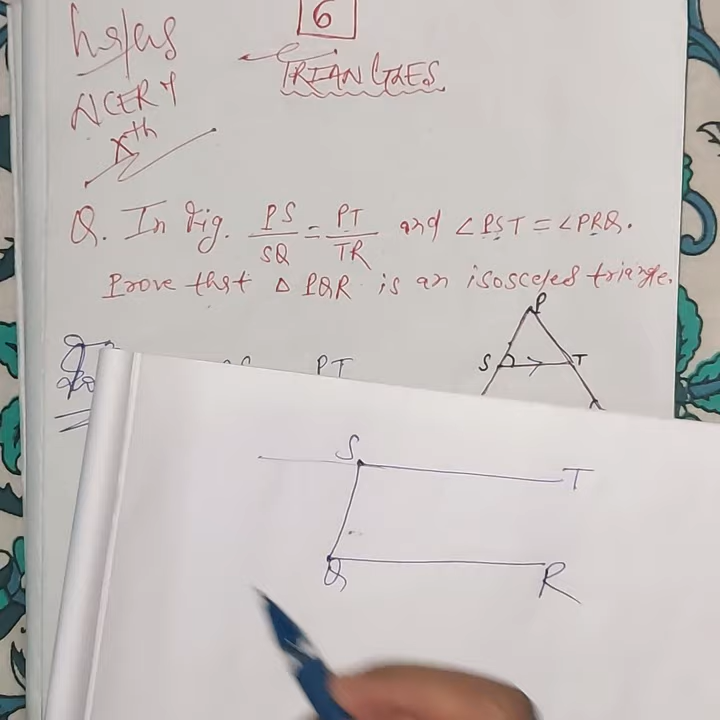 6
TRIANGLES
NCERT
Xth
Q. In Fig. PS/SQ = PT/TR and ∠PST = ∠PRQ.
Prove that △ PQR is an isosceles triangle.
P
S T
PT
S
T
Q
R